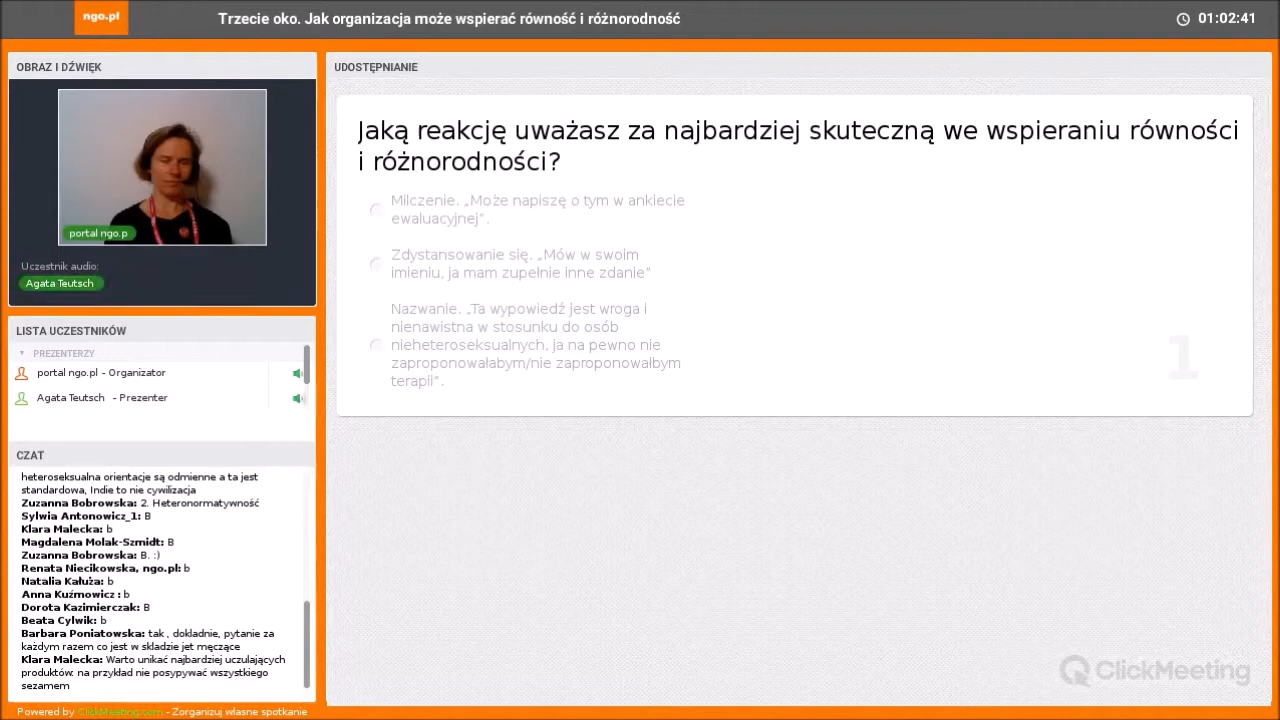 ngo.pl
Trzecie oko. Jak organizacja może wspierać równość i różnorodność
01:02:41
OBRAZ I DŹWIĘK
portal ngo.p
Uczestnik audio:
Agata Teutsch
LISTA UCZESTNIKÓW
PREZENTERZY
portal ngo.pl - Organizator
Agata Teutsch - Prezenter
CZAT
heteroseksualna orientacje są odmienne a ta jest
standardowa, Indie to nie cywilizacja
Zuzanna Bobrowska: 2. Heteronormatywność
Sylwia Antonowicz_1: B
Klara Malecka: b
Magdalena Molak-Szmidt: B
Zuzanna Bobrowska: B. :)
Renata Niecikowska, ngo.pl: b
Natalia Kałuża: b
Anna Kuźmowicz : b
Dorota Kazimierczak: B
Beata Cylwik: b
Barbara Poniatowska: tak , dokladnie, pytanie za
każdym razem co jest w skladzie jet męczące
Klara Malecka: Warto unikać najbardziej uczulających
produktów. na przykład nie posypywać wszystkiego
sezamem
Powered by ClickMeeting.com - Zorganizuj własne spotkanie
UDOSTĘPNIANIE
Jaką reakcję uważasz za najbardziej skuteczną we wspieraniu równości
i różnorodności?
Milczenie. „Może napiszę o tym w ankiecie
ewaluacyjnej”.
Zdystansowanie się. „Mów w swoim
imieniu, ja mam zupełnie inne zdanie”
Nazwanie. „Ta wypowiedź jest wroga i
nienawistna w stosunku do osób
nieheteroseksualnych, ja na pewno nie
zaproponowałabym/nie zaproponowałbym
terapii”.
1
ClickMeeting